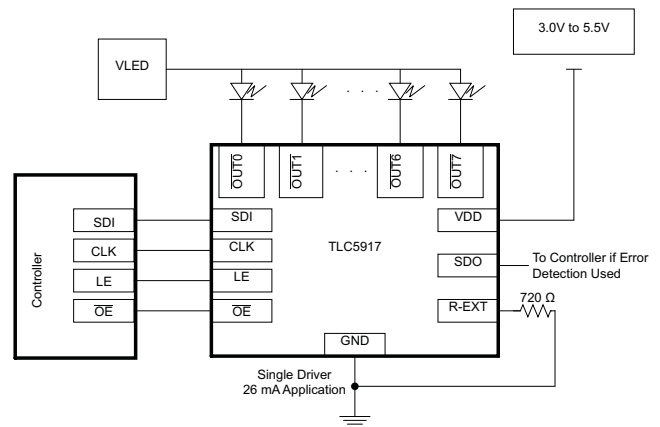 3.0V to 5.5V
VLED
. . .
OUT0
OUT1
. . .
OUT6
OUT7
Controller
SDI
CLK
LE
OE
SDI
CLK
LE
OE
TLC5917
VDD
SDO
R-EXT
GND
To Controller if Error
Detection Used
720 Ω
Single Driver
26 mA Application